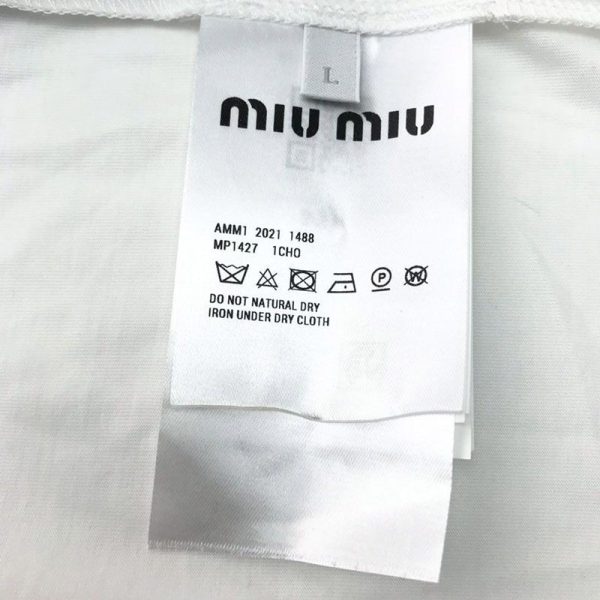 L
miu miu
AMM1 2021 1488
MP1427 1CHO
P W
DO NOT NATURAL DRY
IRON UNDER DRY CLOTH